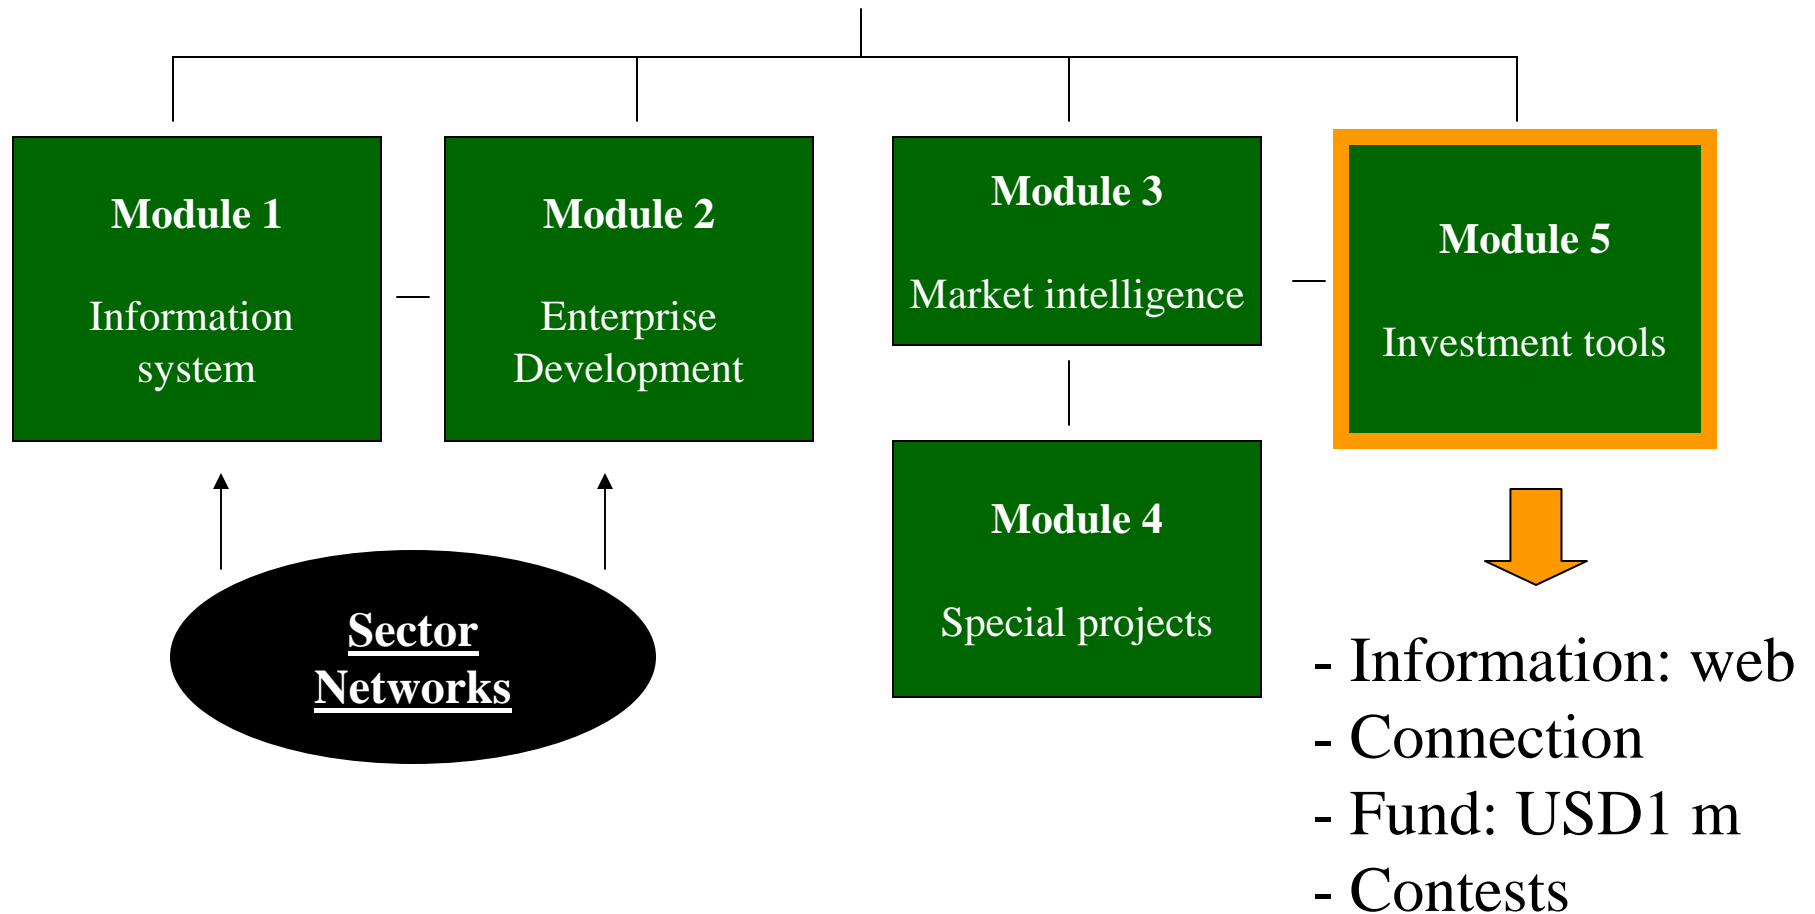 Module 1
Information
system
Module 2
Enterprise
Development
Module 3
Market intelligence
Module 4
Special projects
Module 5
Investment tools
Sector
Networks
- Information: web
- Connection
- Fund: USD1 m
- Contests